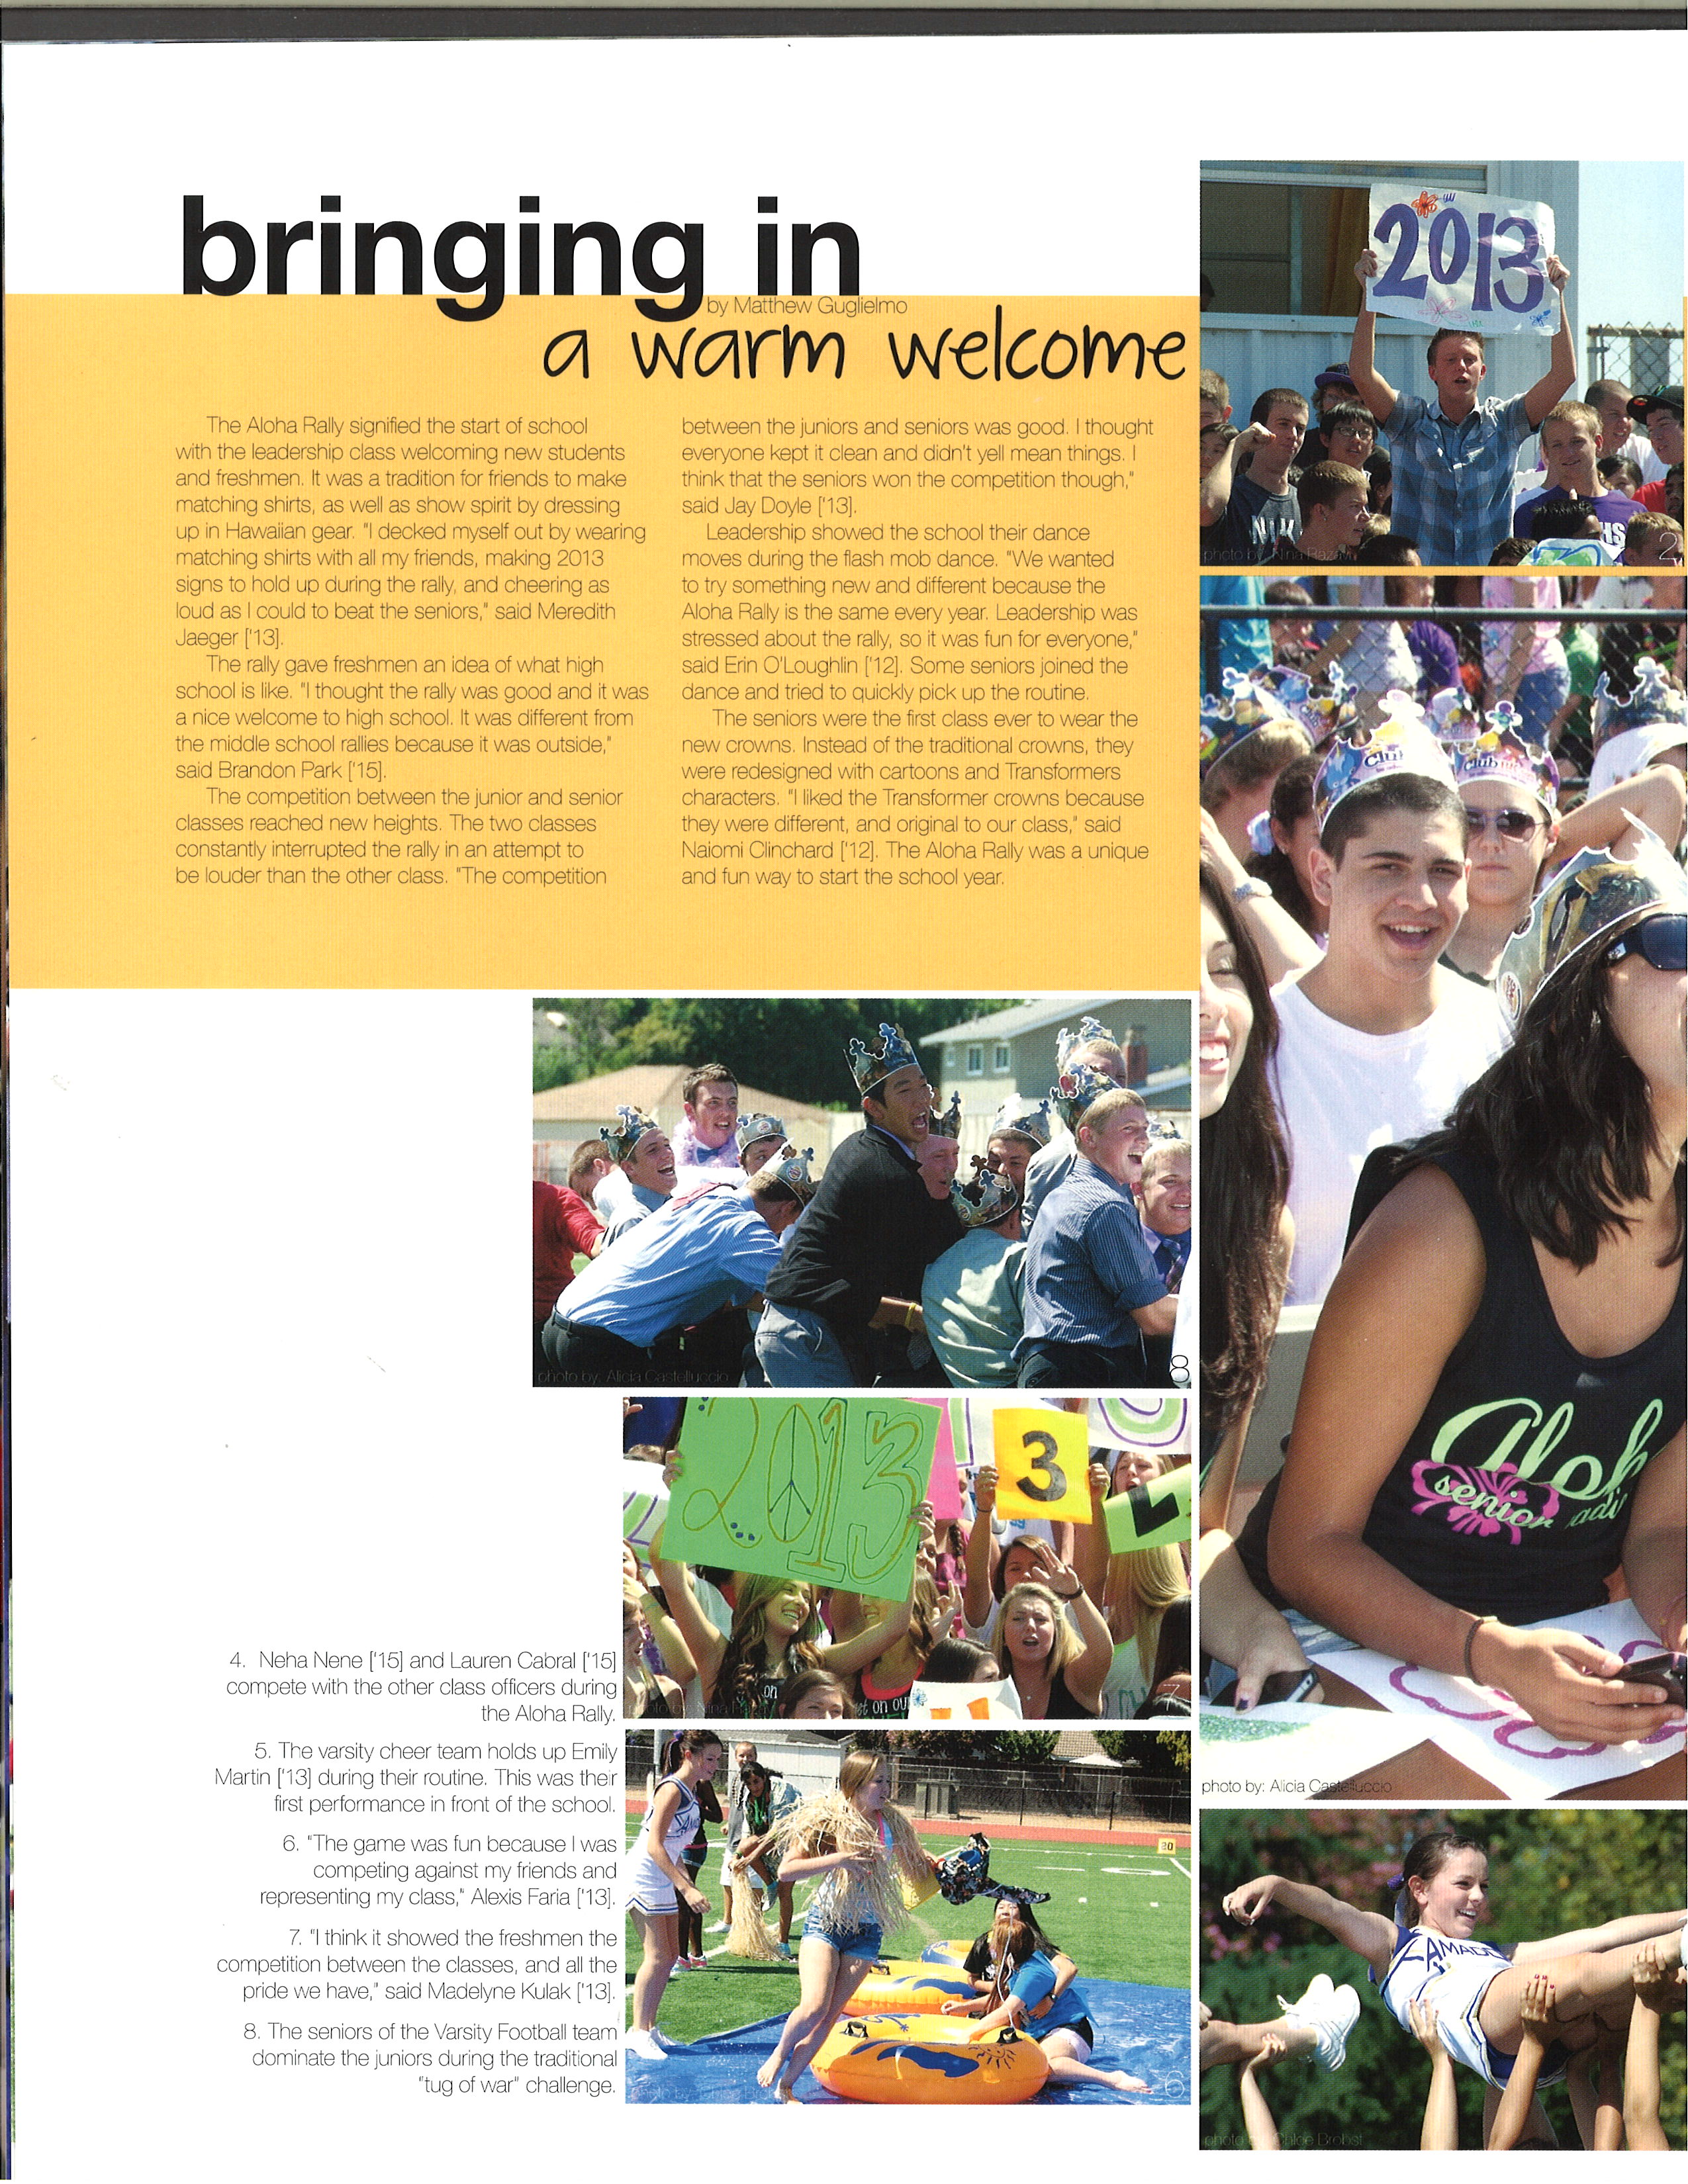 bringing in
by Matthew Guglielmo
a warm welcome
The Aloha Rally signified the start of school
with the leadership class welcoming new students
and freshmen. It was a tradition for friends to make
matching shirts, as well as show spirit by dressing
up in Hawaiian gear. "I decked myself out by wearing
matching shirts with all my friends, making 2013
signs to hold up during the rally, and cheering as
loud as I could to beat the seniors," said Meredith
Jaeger ['13].
The rally gave freshmen an idea of what high
school is like. "I thought the rally was good and it was
a nice welcome to high school. It was different from
the middle school rallies because it was outside,"
said Brandon Park ['15].
The competition between the junior and senior
classes reached new heights. The two classes
constantly interrupted the rally in an attempt to
be louder than the other class. "The competition
between the juniors and seniors was good. I thought
everyone kept it clean and didn't yell mean things. I
think that the seniors won the competition though,"
said Jay Doyle ['13].
Leadership showed the school their dance
moves during the flash mob dance. "We wanted
to try something new and different because the
Aloha Rally is the same every year. Leadership was
stressed about the rally, so it was fun for everyone,"
said Erin O'Loughlin ['12]. Some seniors joined the
dance and tried to quickly pick up the routine.
The seniors were the first class ever to wear the
new crowns. Instead of the traditional crowns, they
were redesigned with cartoons and Transformers
characters. "I liked the Transformer crowns because
they were different, and original to our class," said
Naiomi Clinchard ['12]. The Aloha Rally was a unique
and fun way to start the school year.
2013
photo by: Nina Razavi
2
Club
Club
senior
photo by: Alicia Castelluccio
photo by: Alicia Castelluccio
8
2013
3
on
on our
7
4. Neha Nene ['15] and Lauren Cabral ['15]
compete with the other class officers during
the Aloha Rally.
5. The varsity cheer team holds up Emily
Martin ['13] during their routine. This was their
first performance in front of the school.
6. "The game was fun because I was
competing against my friends and
representing my class," Alexis Faria ['13].
7. "I think it showed the freshmen the
competition between the classes, and all the
pride we have," said Madelyne Kulak ['13].
8. The seniors of the Varsity Football team
dominate the juniors during the traditional
"tug of war" challenge.
30
6
AMADO
photo by: Chloe Brobst